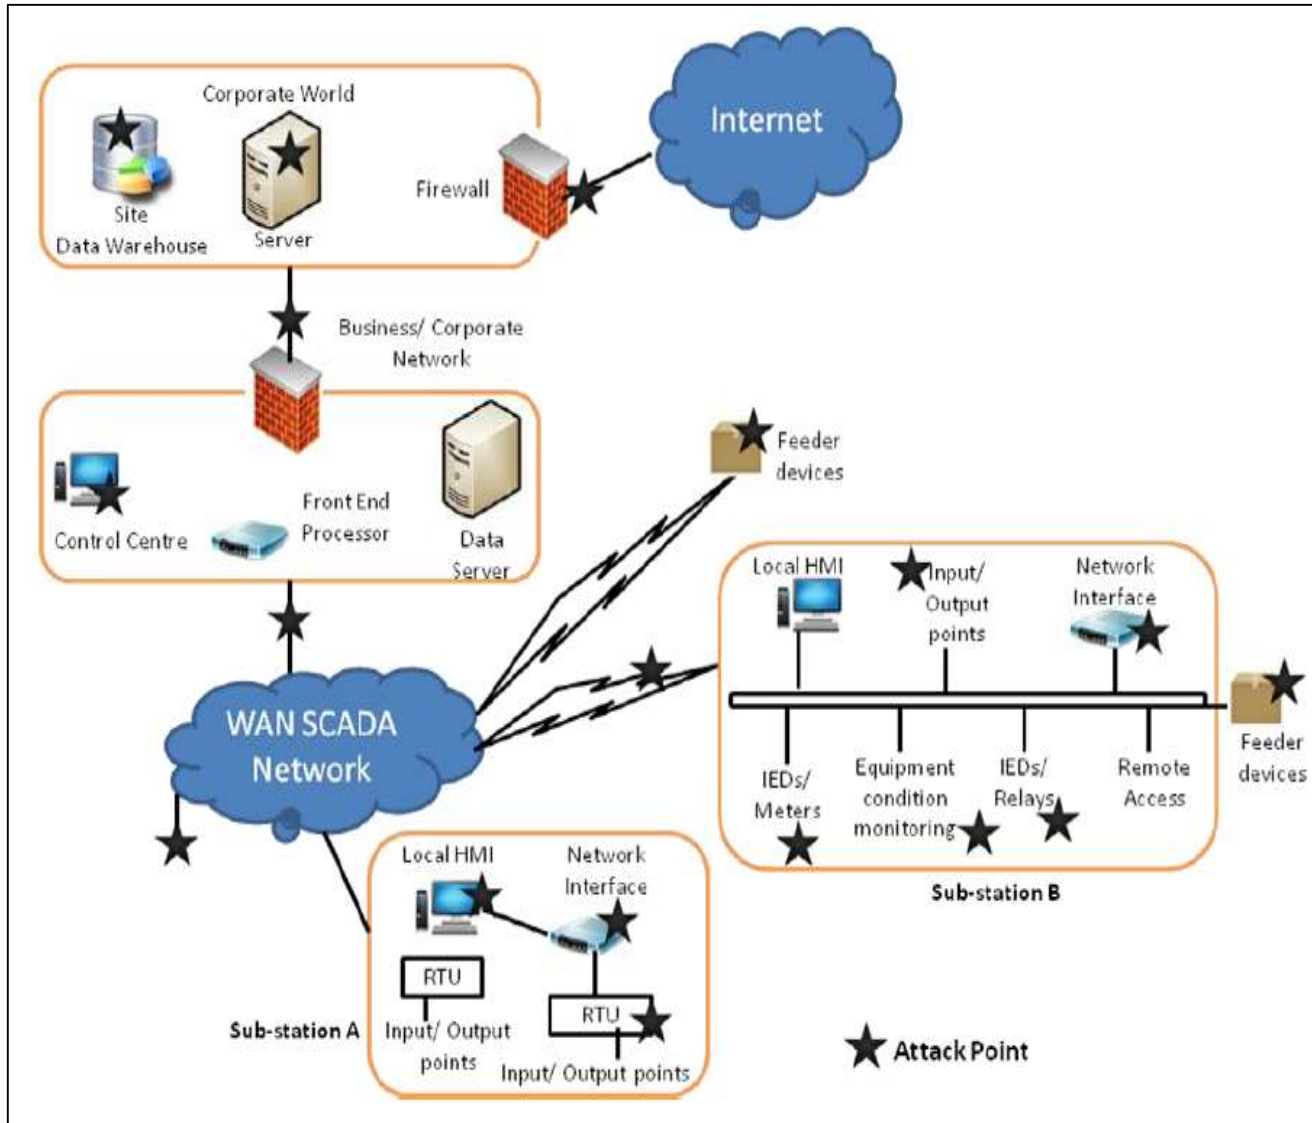 Corporate World
Site
Data Warehouse
Server
Firewall
Internet
Business/ Corporate
Network
Control Centre
Front End
Processor
Data
Server
Feeder
devices
WAN SCADA
Network
Local HMI
Input/
Output
points
Network
Interface
IEDs/
Meters
Equipment
condition
monitoring
IEDs/
Relays
Remote
Access
Feeder
devices
Sub-station B
Local HMI
Network
Interface
RTU
RTU
Input/ Output
points
Input/ Output points
Sub-station A
Attack Point